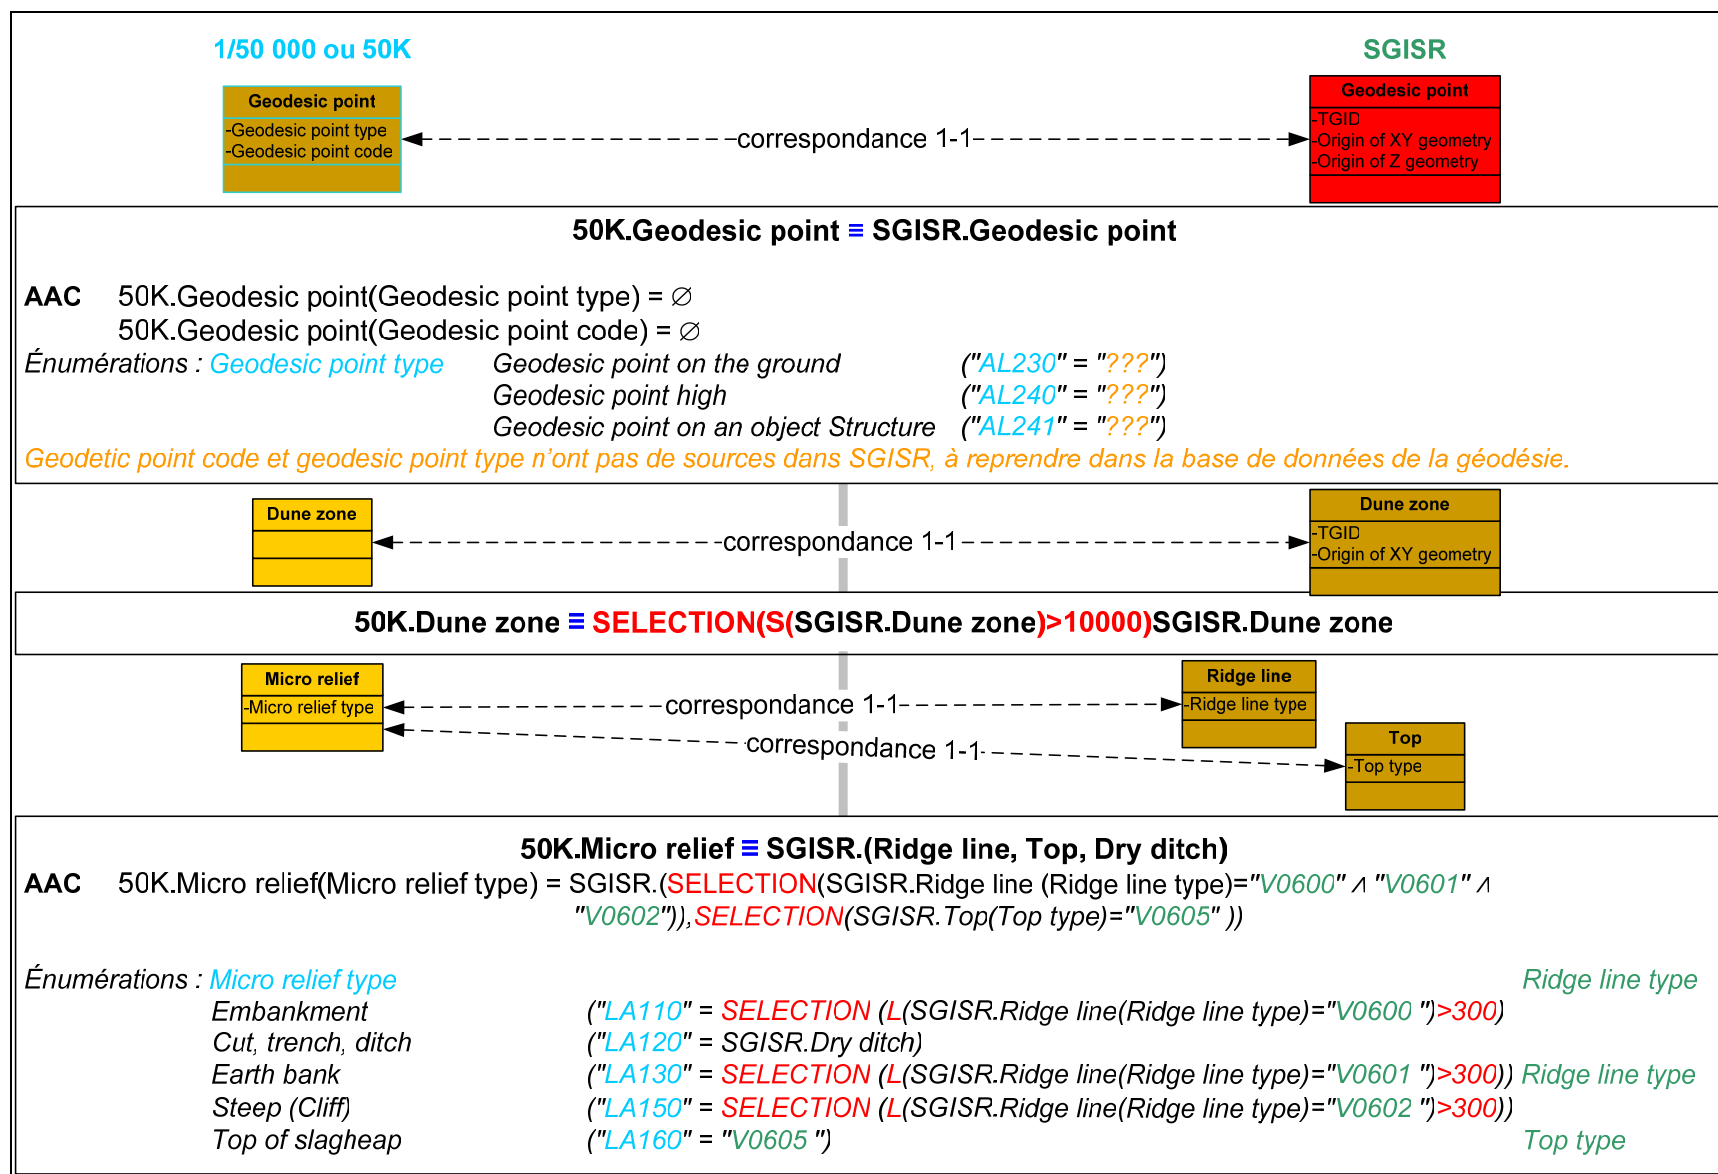 1/50 000 ou 50K SGISR
Geodesic point
-Geodesic point type
-Geodesic point code
correspondance 1-1
Geodesic point
-TGID
-Origin of XY geometry
-Origin of Z geometry
50K.Geodesic point ≡ SGISR.Geodesic point
AAC 50K.Geodesic point(Geodesic point type) = ∅
50K.Geodesic point(Geodesic point code) = ∅
Énumérations : Geodesic point type Geodesic point on the ground ("AL230" = "???")
Geodesic point high ("AL240" = "???")
Geodesic point on an object Structure ("AL241" = "???")
Geodetic point code et geodesic point type n'ont pas de sources dans SGISR, à reprendre dans la base de données de la géodésie.
Dune zone
correspondance 1-1
Dune zone
-TGID
-Origin of XY geometry
50K.Dune zone ≡ SELECTION(S(SGISR.Dune zone)>10000)SGISR.Dune zone
Micro relief
-Micro relief type
correspondance 1-1
Ridge line
-Ridge line type
correspondance 1-1
Top
-Top type
50K.Micro relief ≡ SGISR.(Ridge line, Top, Dry ditch)
AAC 50K.Micro relief(Micro relief type) = SGISR.(SELECTION(SGISR.Ridge line (Ridge line type)="V0600" ∧ "V0601" ∧
"V0602")),SELECTION(SGISR.Top(Top type)="V0605" ))
Énumérations : Micro relief type Ridge line type
Embankment ("LA110" = SELECTION (L(SGISR.Ridge line(Ridge line type)="V0600 ")>300)
Cut, trench, ditch ("LA120" = SGISR.Dry ditch)
Earth bank ("LA130" = SELECTION (L(SGISR.Ridge line(Ridge line type)="V0601 ")>300)) Ridge line type
Steep (Cliff) ("LA150" = SELECTION (L(SGISR.Ridge line(Ridge line type)="V0602 ")>300))
Top of slagheap ("LA160" = "V0605 ") Top type